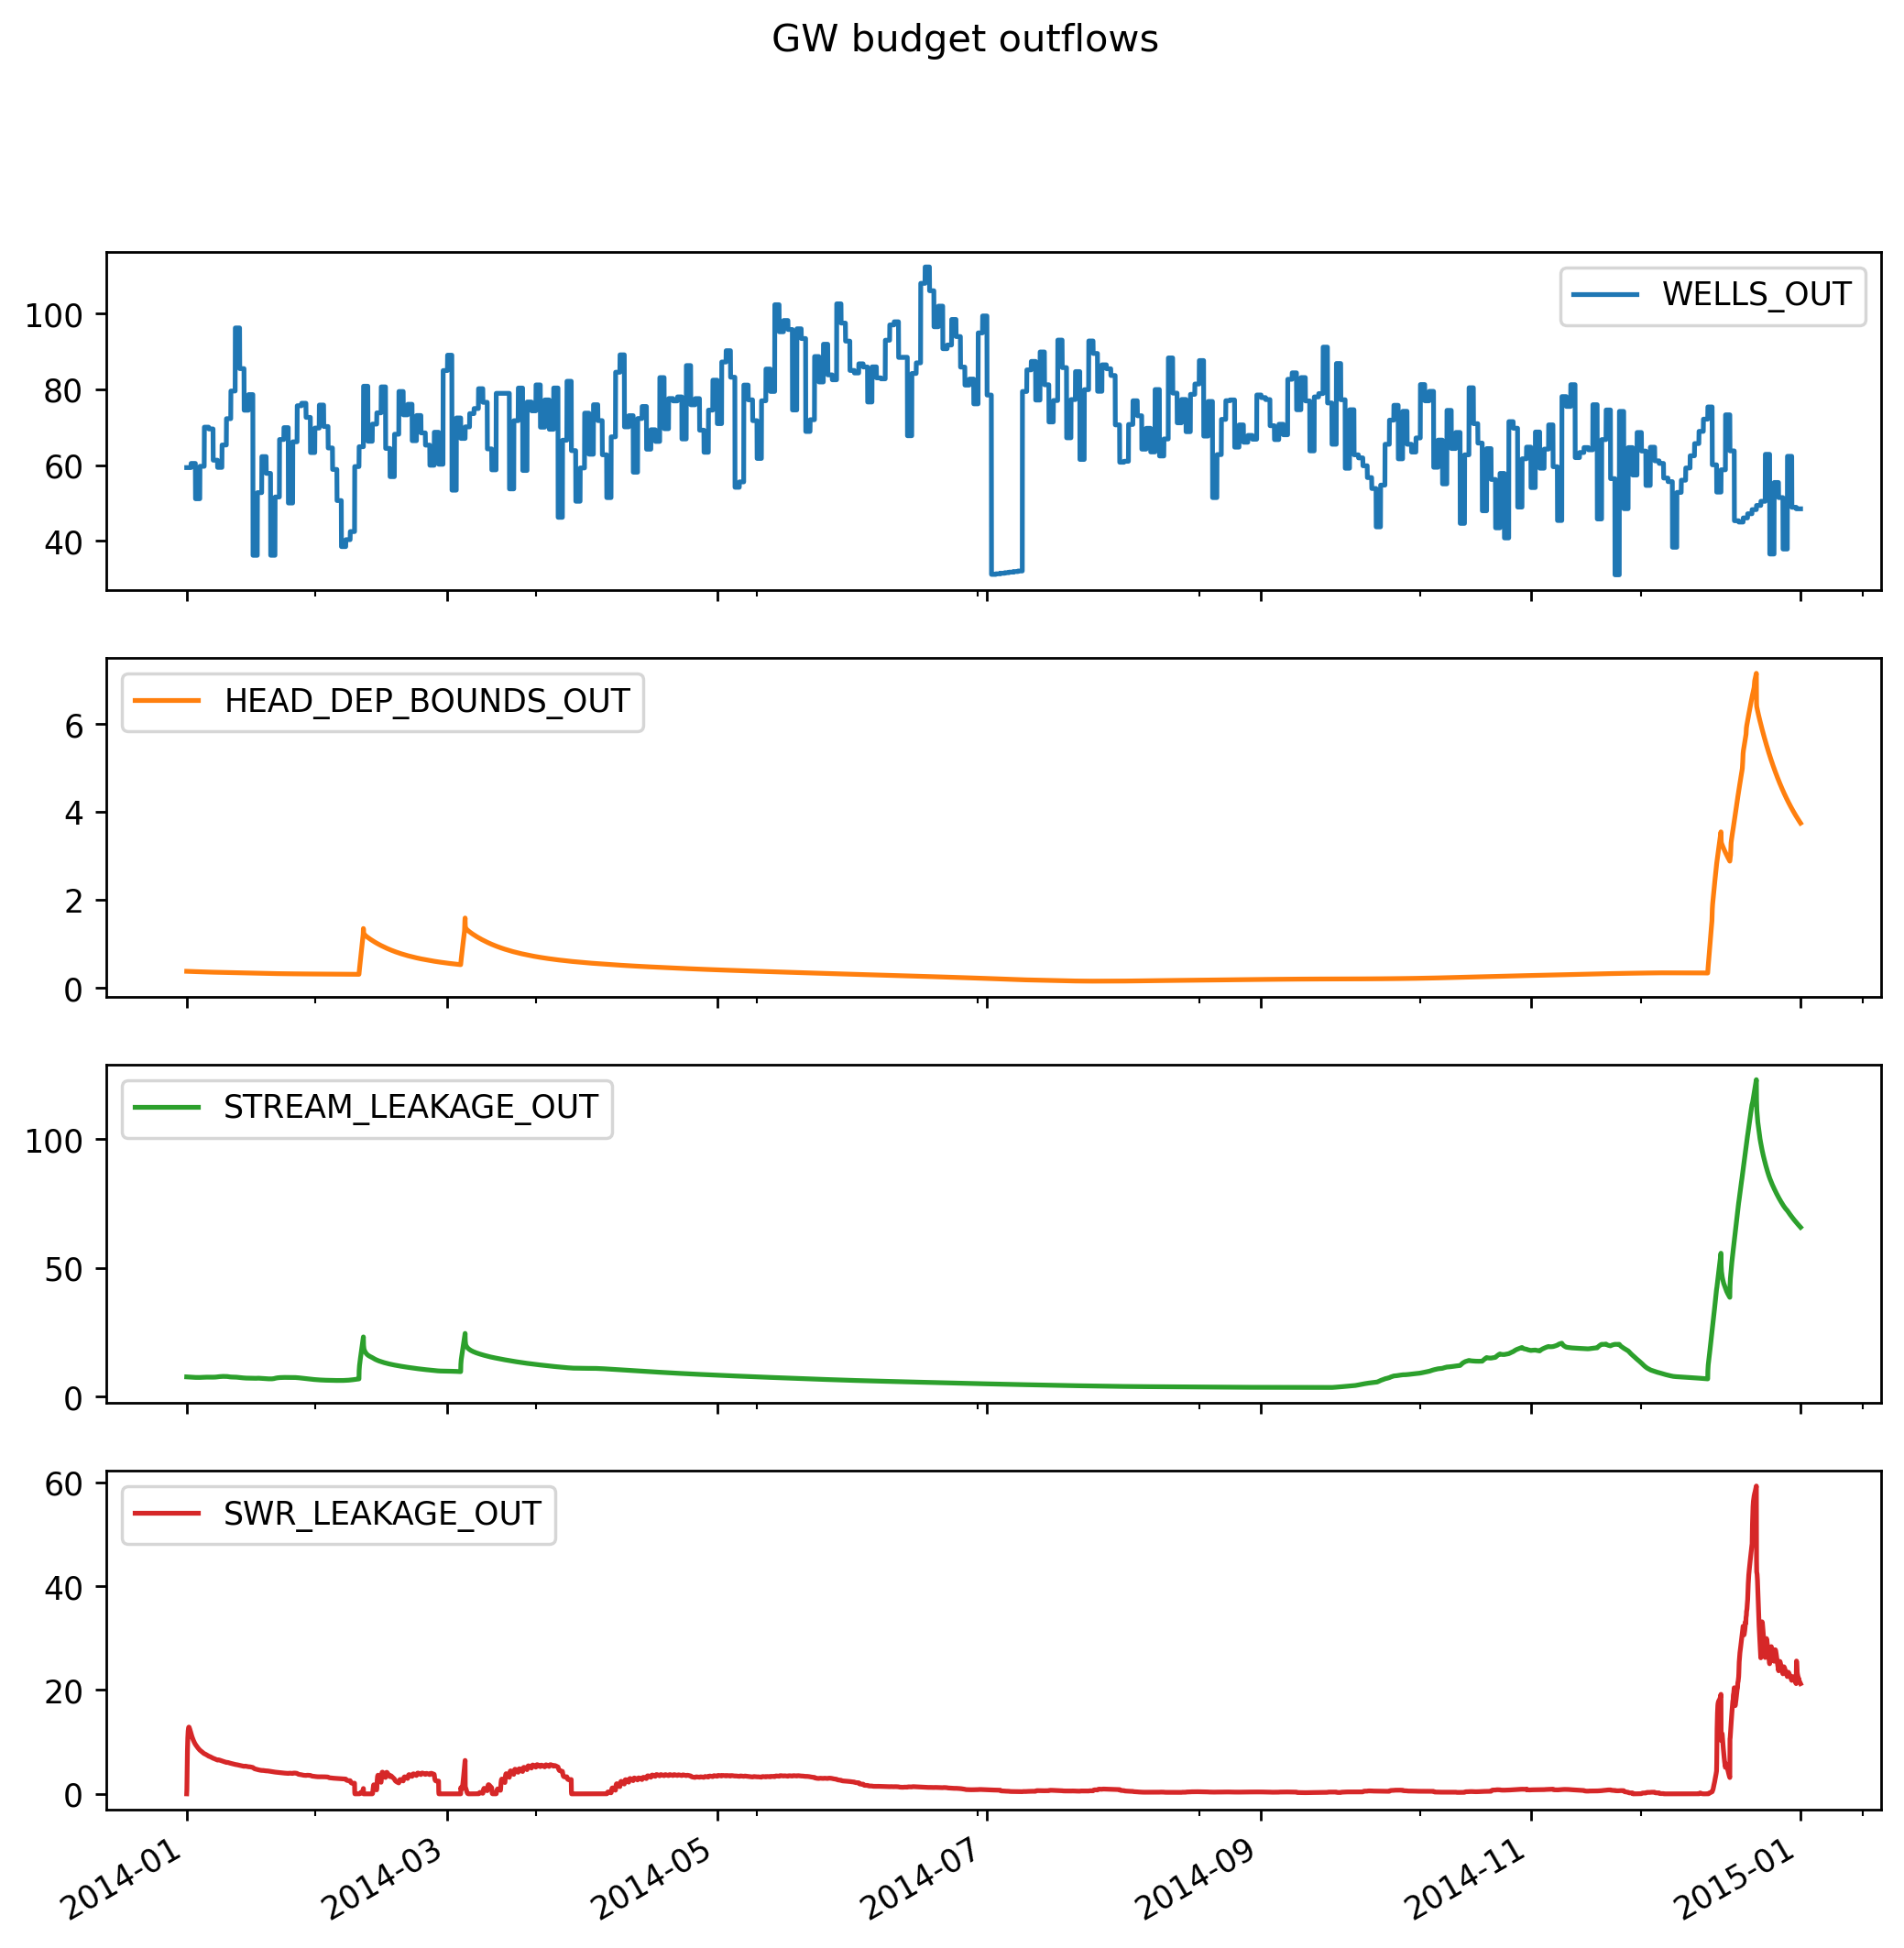 GW budget outflows
WELLS_OUT
100
80
60
40
HEAD_DEP_BOUNDS_OUT
6
4
2
0
STREAM_LEAKAGE_OUT
100
50
0
SWR_LEAKAGE_OUT
60
40
20
0
2014-01 2014-03 2014-05 2014-07 2014-09 2014-11 2015-01